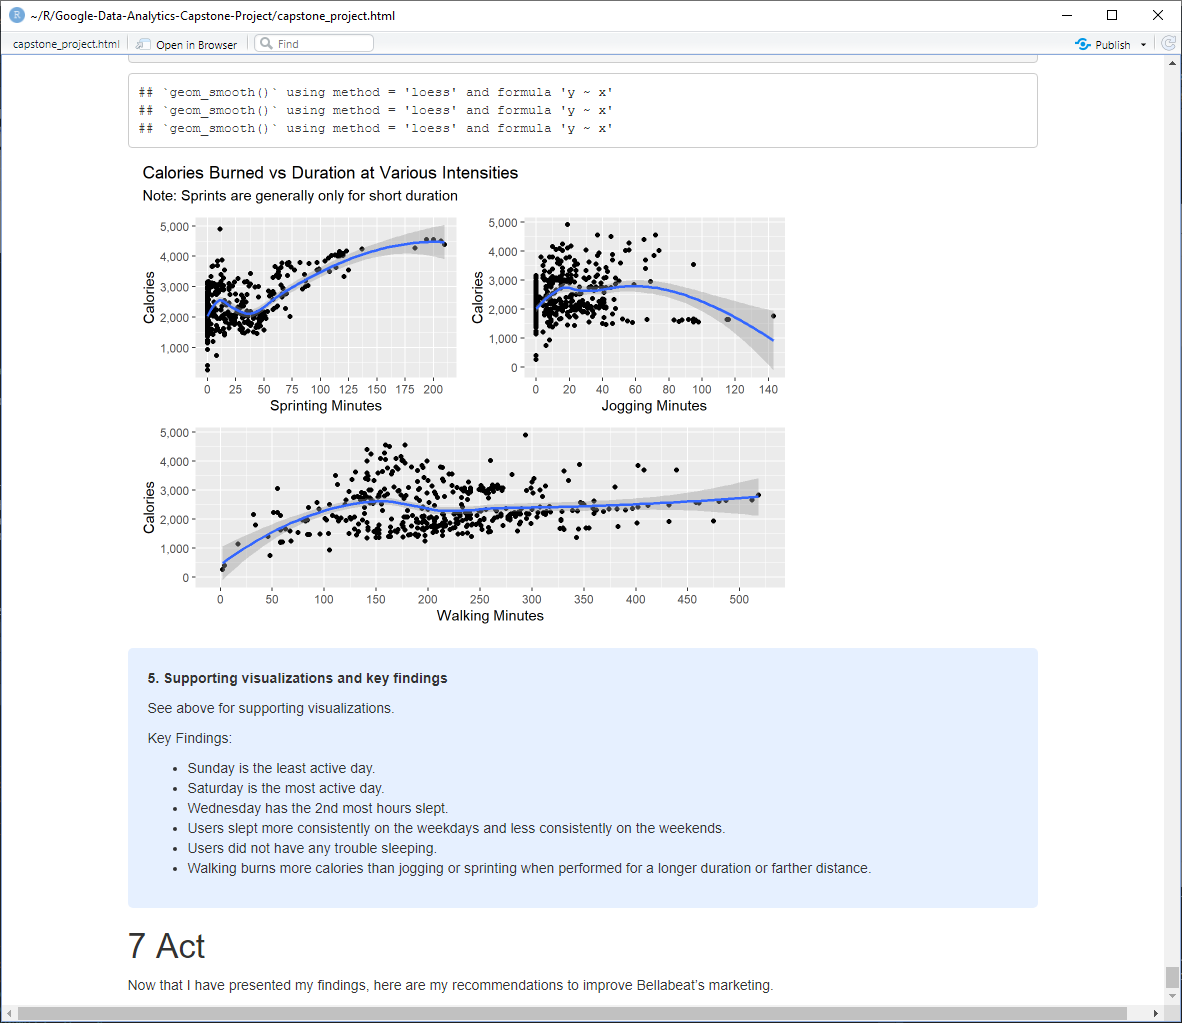 ~/R/Google-Data-Analytics-Capstone-Project/capstone_project.html
capstone_project.html Open in Browser Find Publish
## `geom_smooth()` using method = 'loess' and formula 'y ~ x'
## `geom_smooth()` using method = 'loess' and formula 'y ~ x'
## `geom_smooth()` using method = 'loess' and formula 'y ~ x'
Calories Burned vs Duration at Various Intensities
Note: Sprints are generally only for short duration
5,000
4,000
3,000
2,000
1,000
Calories
0 25 50 75 100 125 150 175 200
Sprinting Minutes
5,000
4,000
3,000
2,000
1,000
0
Calories
0 20 40 60 80 100 120 140
Jogging Minutes
5,000
4,000
3,000
2,000
1,000
0
Calories
0 50 100 150 200 250 300 350 400 450 500
Walking Minutes
5. Supporting visualizations and key findings
See above for supporting visualizations.
Key Findings:
• Sunday is the least active day.
• Saturday is the most active day.
• Wednesday has the 2nd most hours slept.
• Users slept more consistently on the weekdays and less consistently on the weekends.
• Users did not have any trouble sleeping.
• Walking burns more calories than jogging or sprinting when performed for a longer duration or farther distance.
7 Act
Now that I have presented my findings, here are my recommendations to improve Bellabeat's marketing.